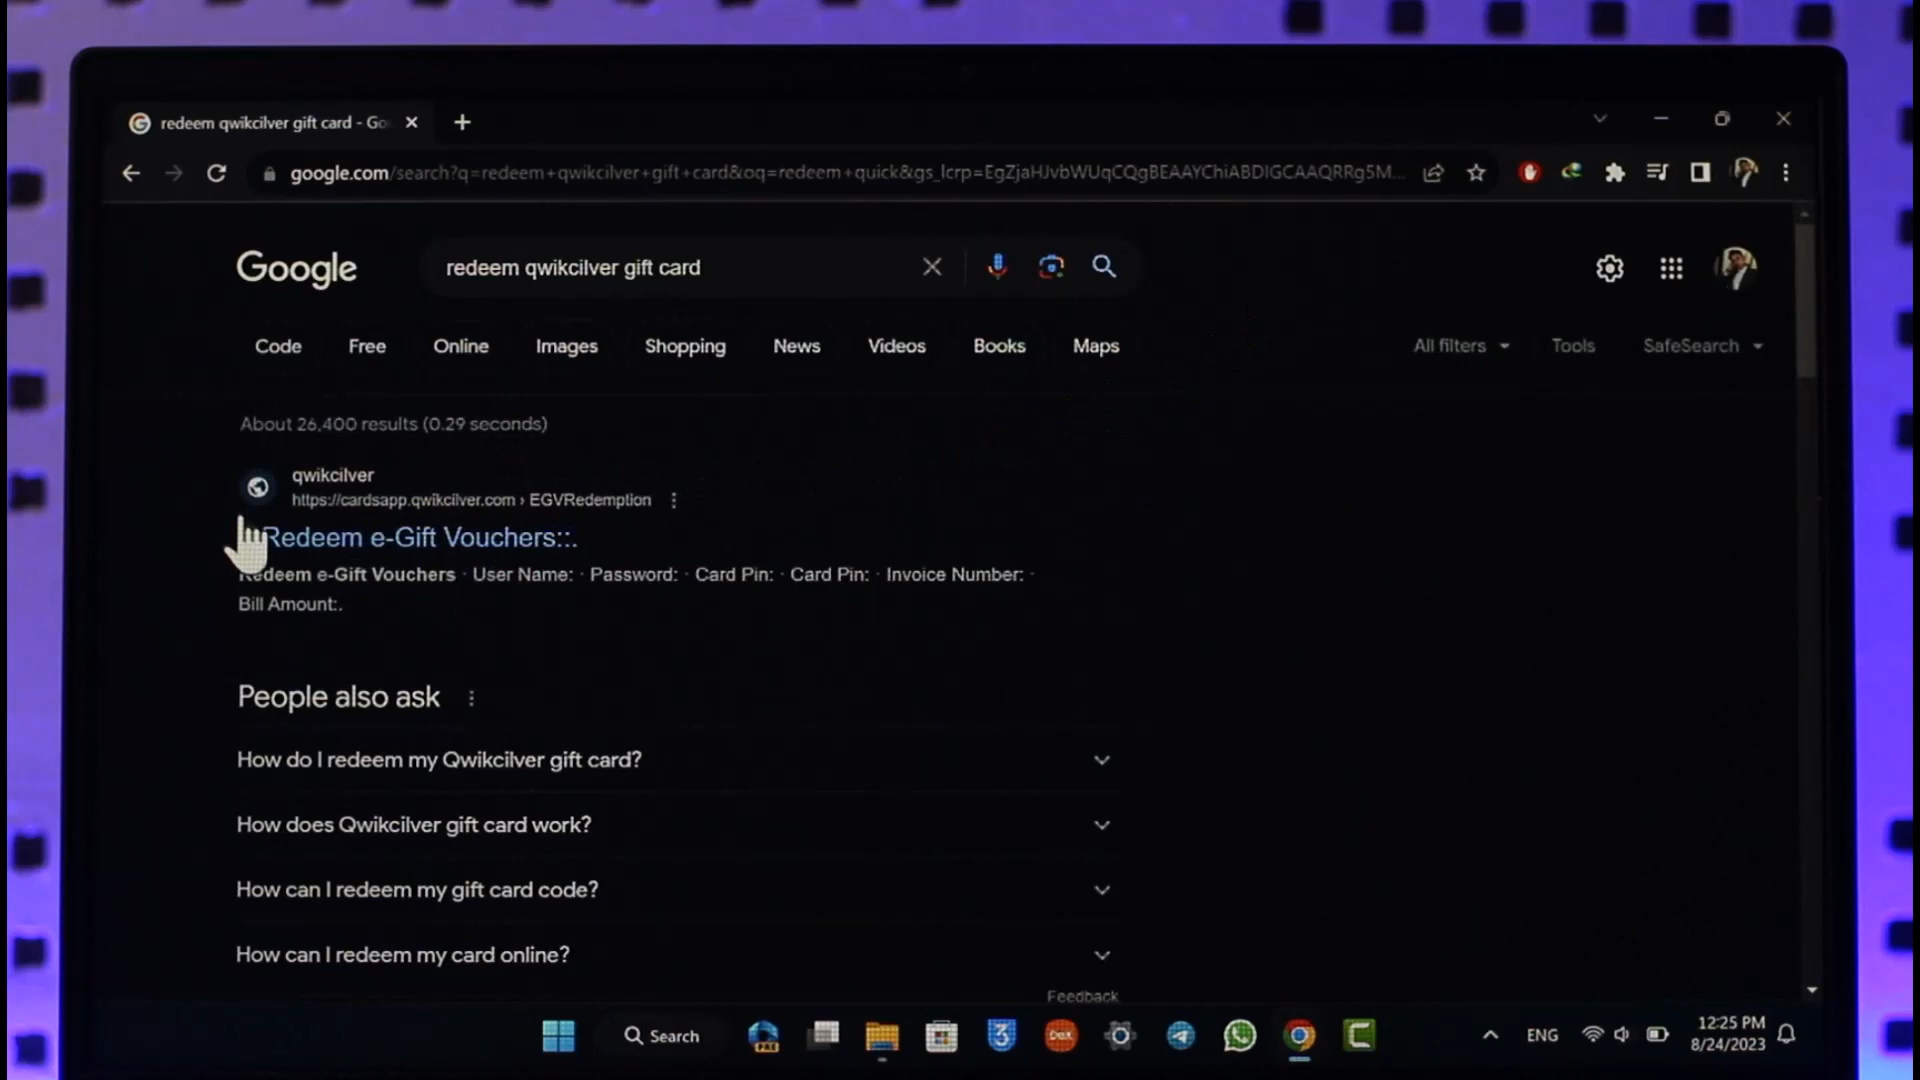 redeem qwikcilver gift card - Go
google.com/search?q=redeem+qwikcilver+gift+card&oq=redeem+quick&gs_lcrp=EgZjaHJvbWUqCQgBEAAYChiABDIGCAAQRRg5M...
Google
redeem qwikcilver gift card
Code Free Online Images Shopping News Videos Books Maps All filters Tools SafeSearch
About 26,400 results (0.29 seconds)
qwikcilver
https://cardsapp.qwikcilver.com › EGVRedemption
Redeem e-Gift Vouchers::.
Redeem e-Gift Vouchers · User Name: · Password: · Card Pin: · Card Pin: · Invoice Number: ·
Bill Amount:.
People also ask
How do I redeem my Qwikcilver gift card?
How does Qwikcilver gift card work?
How can I redeem my gift card code?
How can I redeem my card online?
Feedback
Search
PRE
3
ENG
12:25 PM
8/24/2023